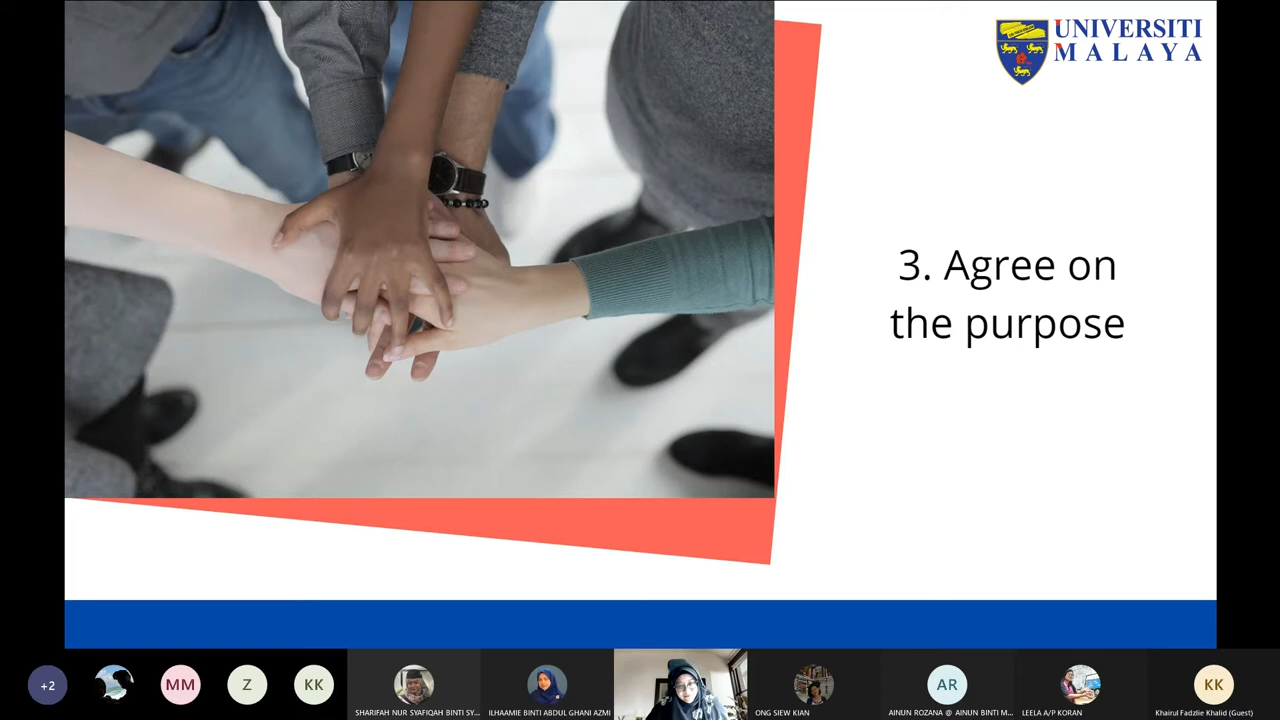 UNIVERSITI
MALAYA
3. Agree on
the purpose
+2
MM
Z
KK
SHARIFAH NUR SYAFIQAH BINTI SY...
ILHAAMIE BINTI ABDUL GHANI AZMI
ONG SIEW KIAN
AR
AINUN ROZANA @ AINUN BINTI M...
LEELA A/P KORAN
KK
Khairul Fadzlie Khalid (Guest)